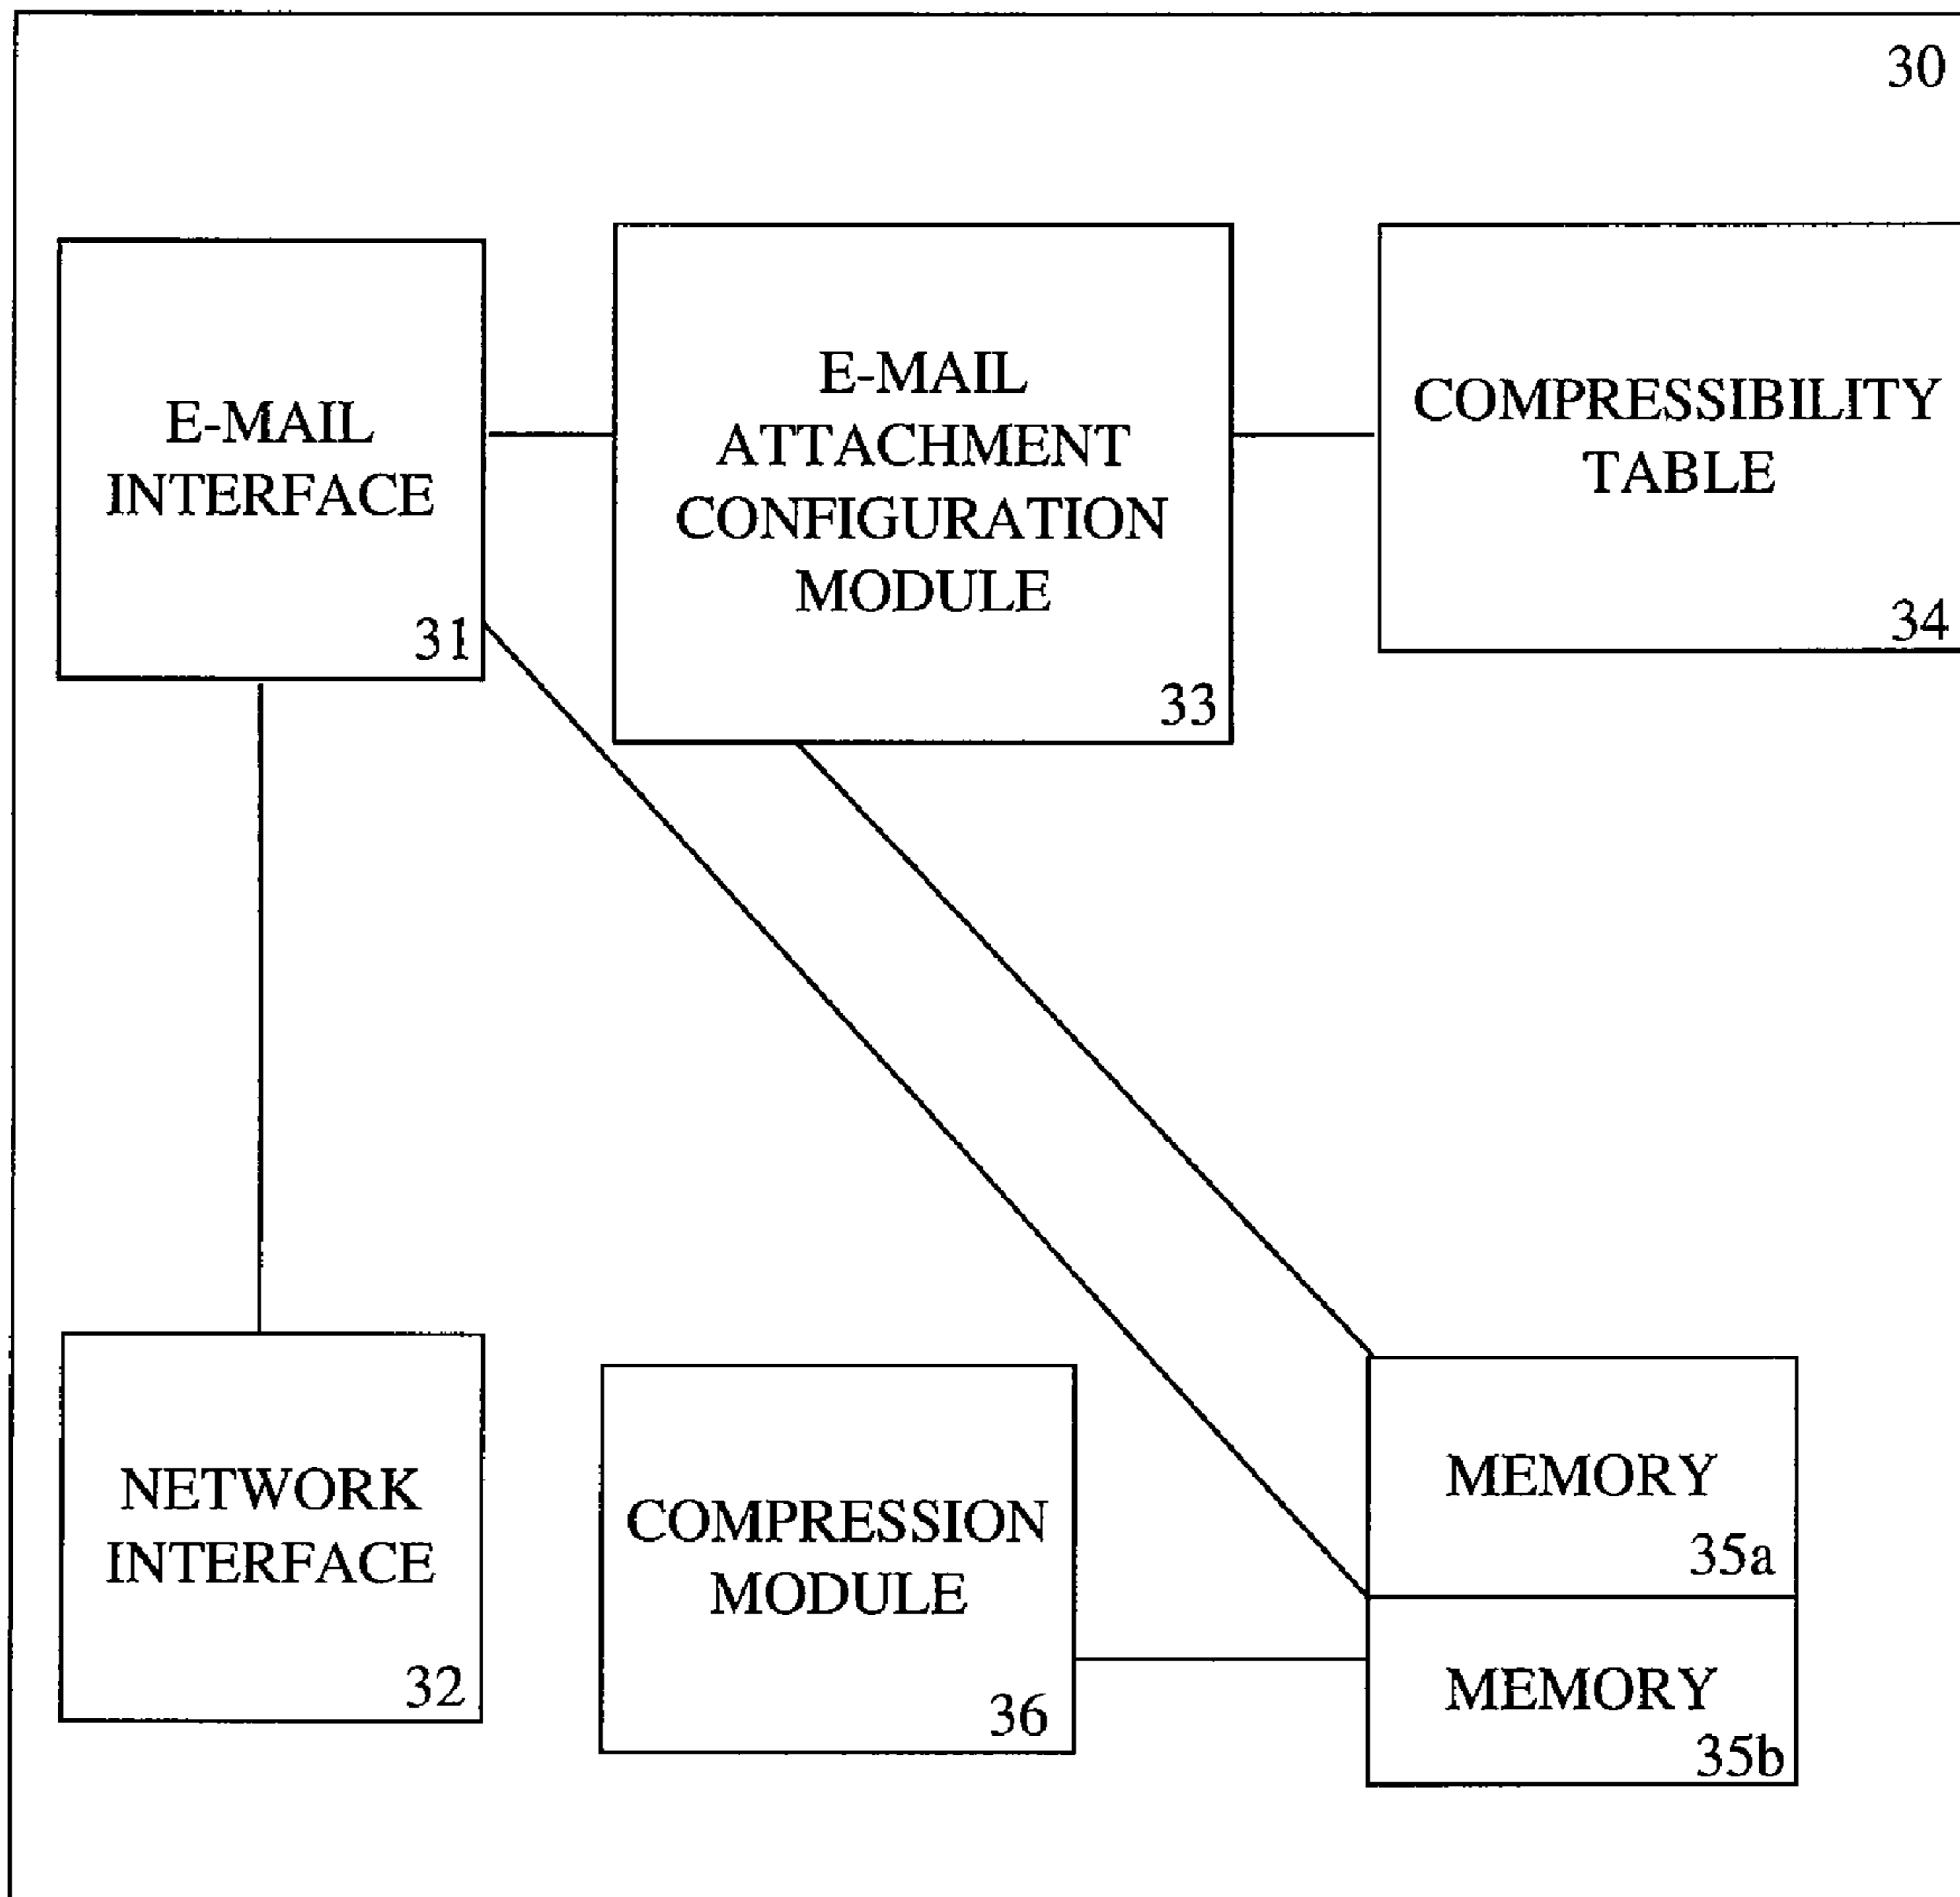 30
E-MAIL
INTERFACE
31
E-MAIL
ATTACHMENT
CONFIGURATION
MODULE
33
COMPRESSIBILITY
TABLE
34
NETWORK
INTERFACE
32
COMPRESSION
MODULE
36
MEMORY
35a
MEMORY
35b